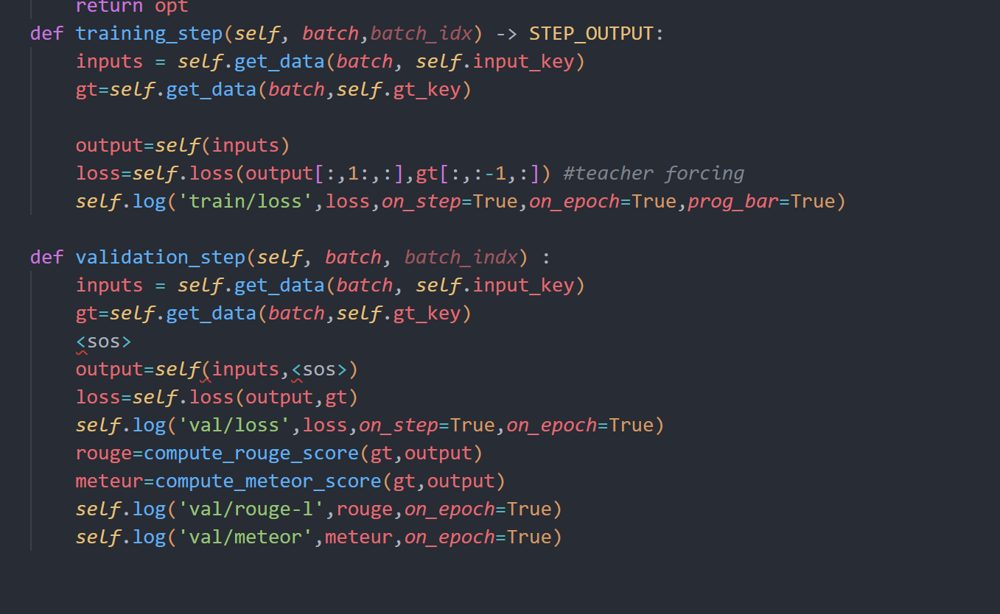 return opt
def training_step(self, batch,batch_idx) -> STEP_OUTPUT:
inputs = self.get_data(batch, self.input_key)
gt=self.get_data(batch,self.gt_key)
output=self(inputs)
loss=self.loss(output[:,1:,:],gt[:,:-1,:]) #teacher forcing
self.log('train/loss',loss,on_step=True,on_epoch=True,prog_bar=True)
def validation_step(self, batch, batch_indx) :
inputs = self.get_data(batch, self.input_key)
gt=self.get_data(batch,self.gt_key)
<sos>
output=self(inputs,<sos>)
loss=self.loss(output,gt)
self.log('val/loss',loss,on_step=True,on_epoch=True)
rouge=compute_rouge_score(gt,output)
meteur=compute_meteor_score(gt,output)
self.log('val/rouge-l',rouge,on_epoch=True)
self.log('val/meteor',meteur,on_epoch=True)